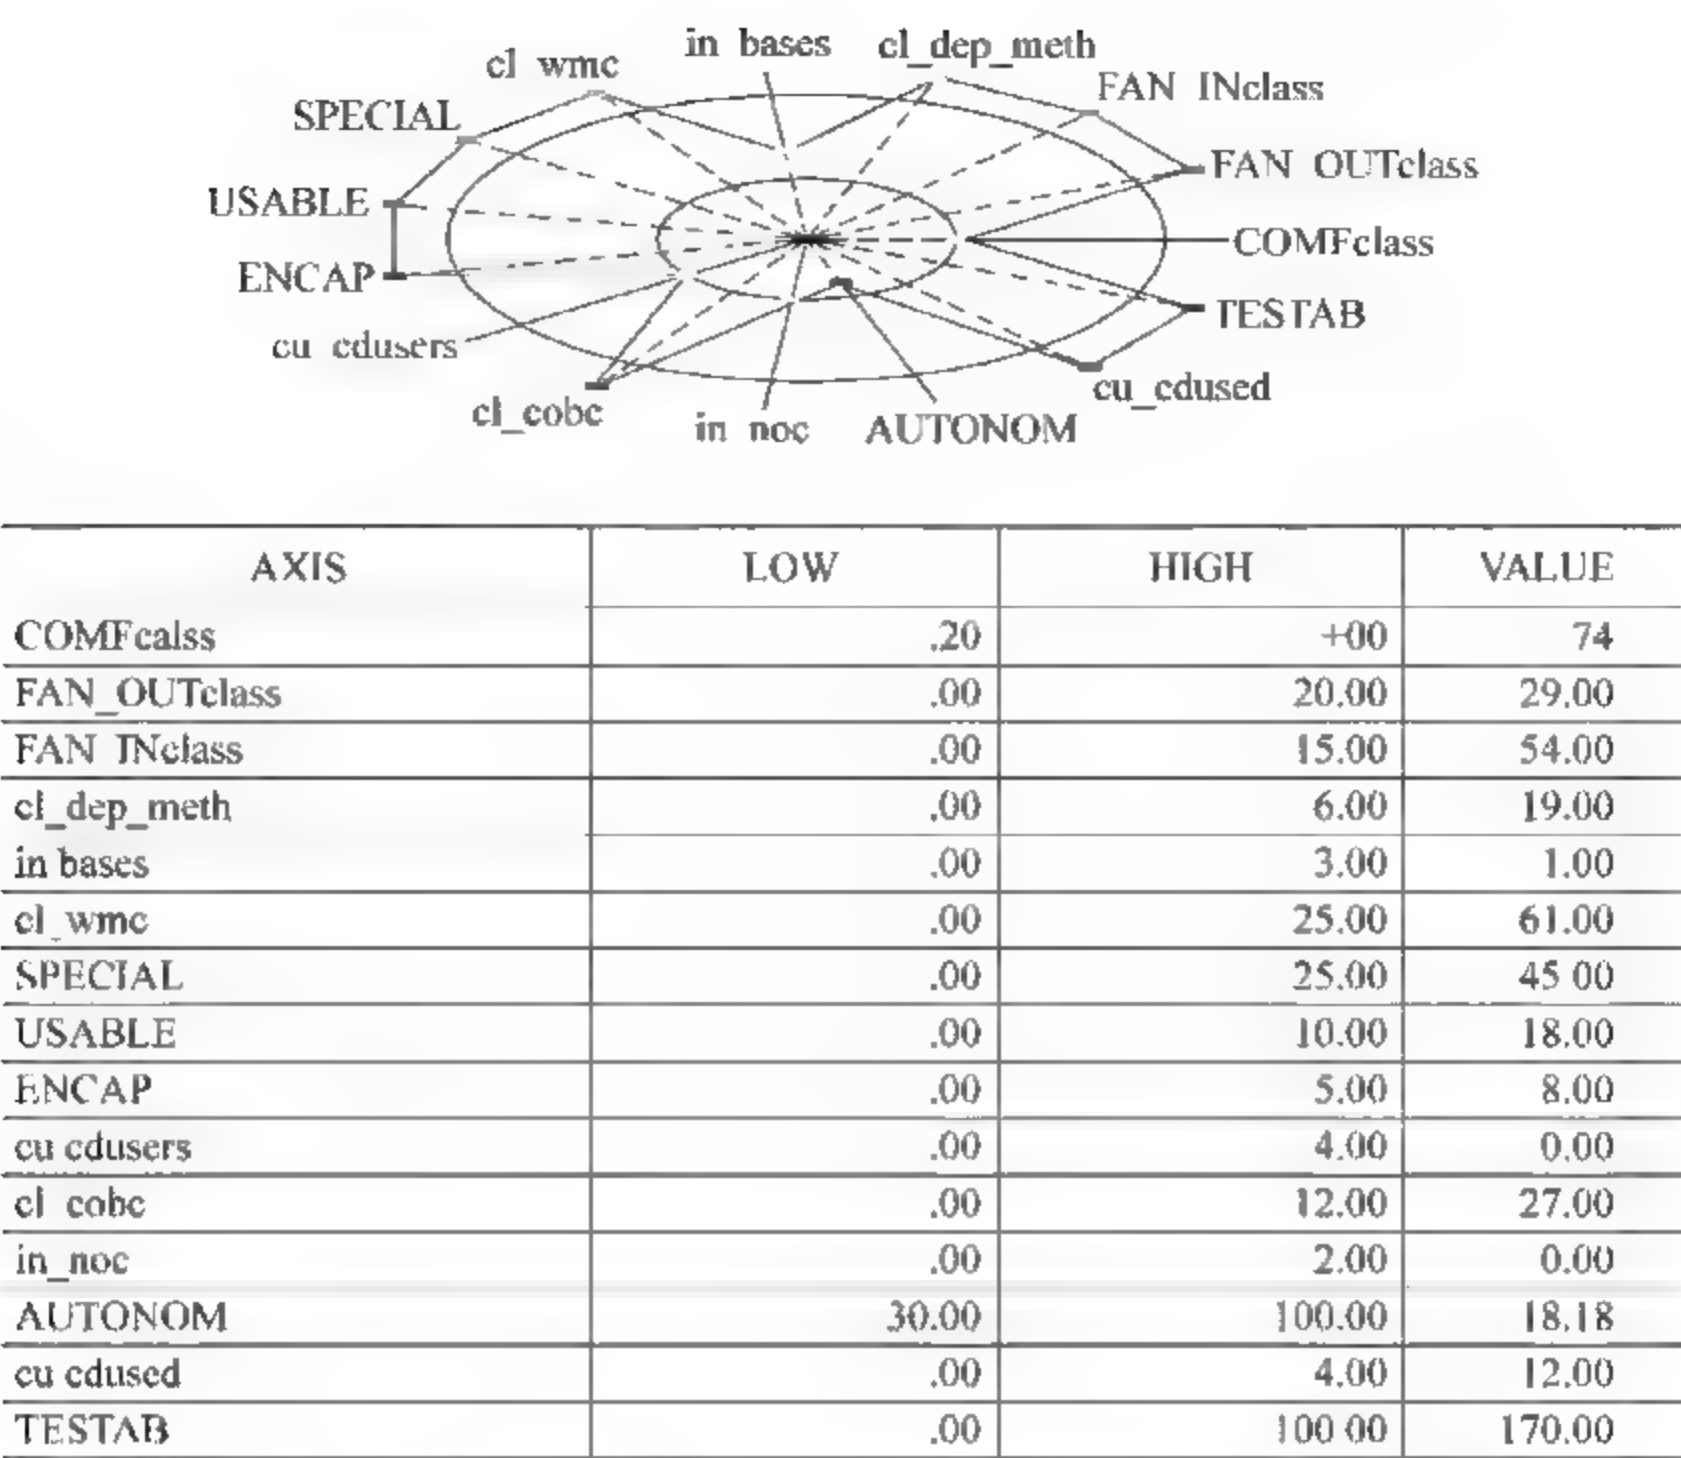 in bases cl_dep_meth
cl wmc
FAN INclass
SPECIAL
FAN OUTclass
USABLE
COMFclass
ENCAP
TESTAB
cu cdusers
cu_cdused
cl_cobc
in noc AUTONOM
AXIS LOW HIGH VALUE
COMFcalss .20 +00 74
FAN_OUTclass .00 20.00 29.00
FAN INclass .00 15.00 54.00
cl_dep_meth .00 6.00 19.00
in bases .00 3.00 1.00
cl_wmc .00 25.00 61.00
SPECIAL .00 25.00 45 00
USABLE .00 10.00 18.00
ENCAP .00 5.00 8.00
cu cdusers .00 4.00 0.00
cl cobc .00 12.00 27.00
in_noc .00 2.00 0.00
AUTONOM 30.00 100.00 18.18
cu cdused .00 4.00 12.00
TESTAB .00 100 00 170.00